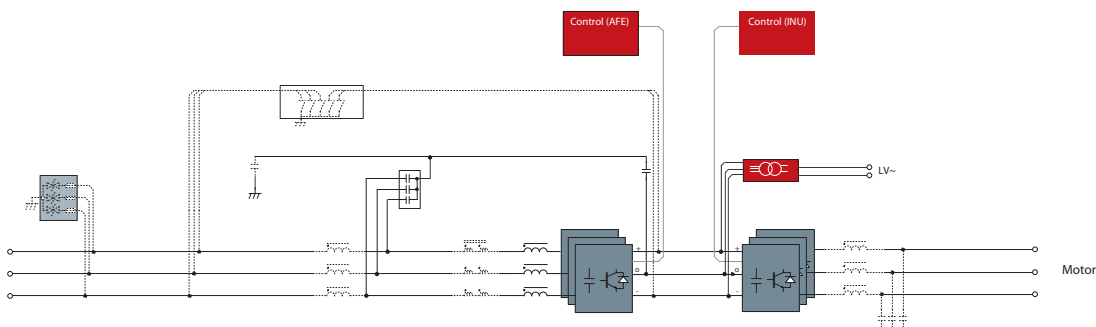 Control (AFE)
Control (INU)
LV~
+
+
o
o
-
-
Motor